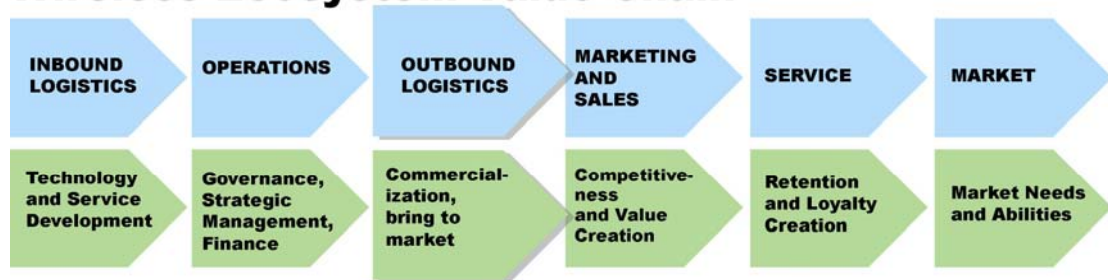 INBOUND
LOGISTICS
OPERATIONS
OUTBOUND
LOGISTICS
MARKETING
AND
SALES
SERVICE
MARKET
Technology
and Service
Development
Governance,
Strategic
Management,
Finance
Commercial-
ization,
bring to
market
Competitive-
ness
and Value
Creation
Retention
and Loyalty
Creation
Market Needs
and Abilities